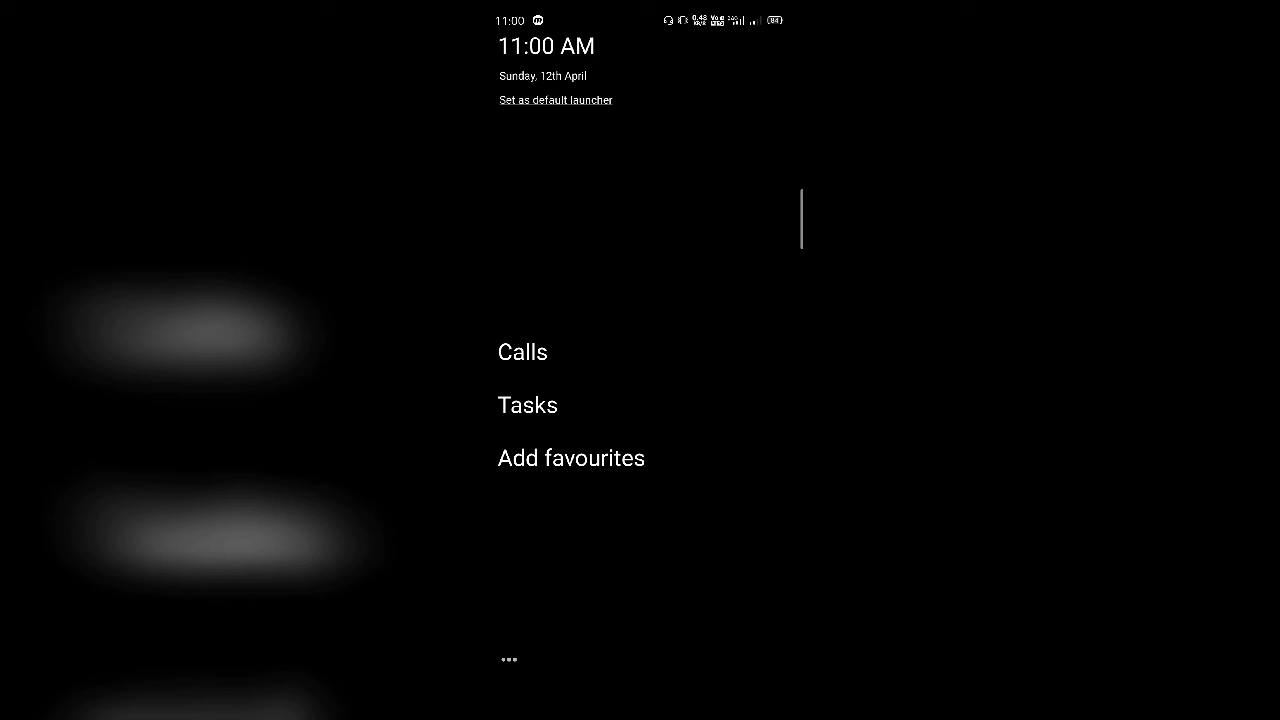 11:00
11:00 AM
Sunday, 12th April
Set as default launcher
Calls
Tasks
Add favourites